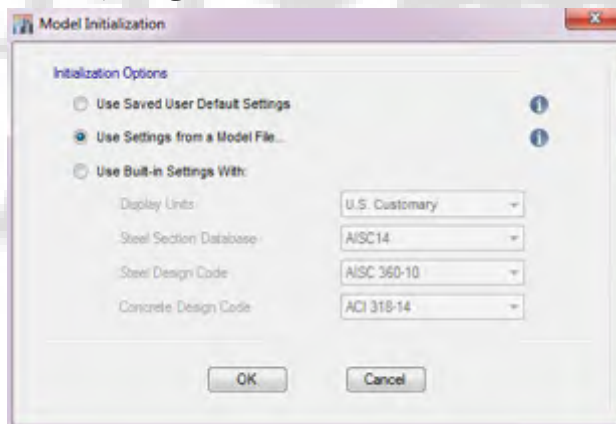 Model Initialization
Initialization Options
Use Saved User Default Settings
Use Settings from a Model File...
Use Built-in Settings With:
Display Units U.S. Customary
Steel Section Database AISC14
Steel Design Code AISC 360-10
Concrete Design Code ACI 318-14
OK Cancel